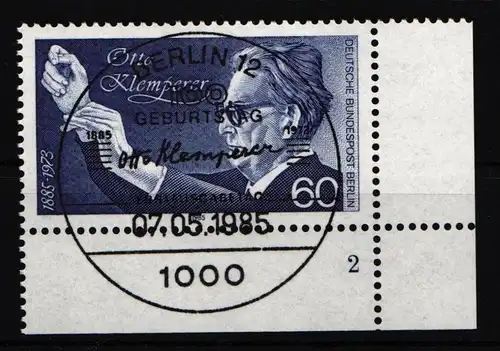 Otto
Klemperer
1885-1973
DEUTSCHE BUNDESPOST BERLIN
60
BERLIN 12
100.
GEBURTSTAG
1885
1973
Otto Klemperer
ERSTAUSGABETAG
07.05.1985
1000
2